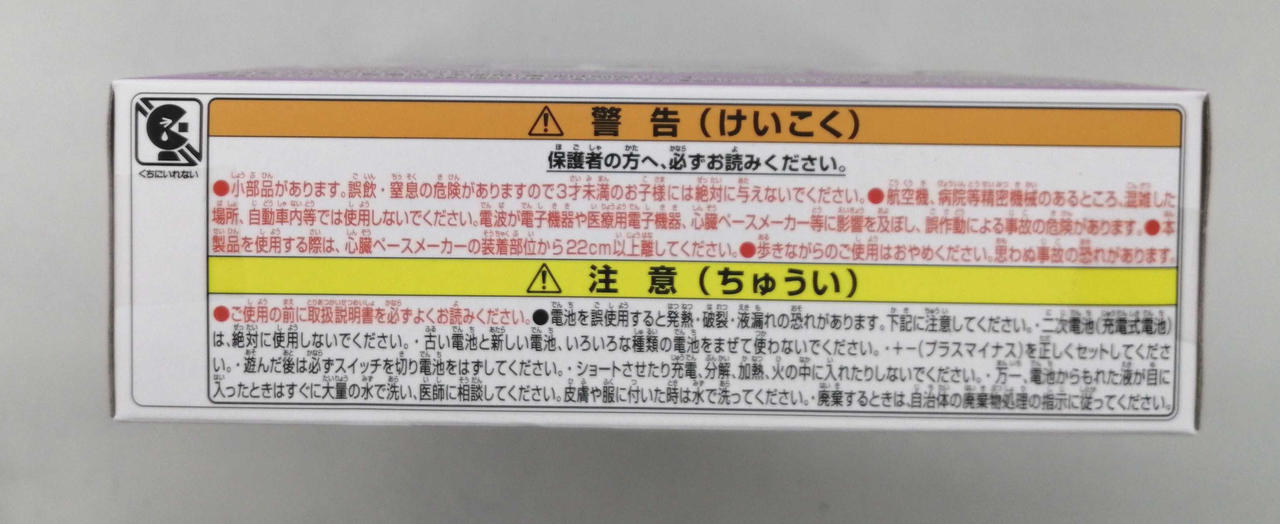 くちにいれない
⚠ 警告(けいこく)
保護者の方へ、必ずお読みください。
●小部品があります。誤飲・窒息の危険がありますので3才未満のお子様には絶対に与えないでください。●航空機、病院等精密機械のあるところ、混雑した
場所、自動車内等では使用しないでください。電波が電子機器や医療用電子機器、心臓ペースメーカー等に影響を及ぼし、誤作動による事故の危険があります。●本
製品を使用する際は、心臓ペースメーカーの装着部位から22cm以上離してください。●歩きながらのご使用はおやめください。思わぬ事故の恐れがあります。
⚠ 注意(ちゅうい)
●ご使用の前に取扱説明書を必ずよくお読みください。●電池を誤使用すると発熱・破裂・液漏れの恐れがあります。下記に注意してください。・二次電池(充電式電池)
は、絶対に使用しないでください。・古い電池と新しい電池、いろいろな種類の電池をまぜて使わないでください。・+−(プラスマイナス)を正しくセットしてくださ
い。・遊んだ後は必ずスイッチを切り電池をはずしてください。・ショートさせたり充電、分解、加熱、火の中に入れたりしないでください。・万一、電池からもれた液が目に
入ったときはすぐに大量の水で洗い、医師に相談してください。皮膚や服に付いた時は水で洗ってください。・廃棄するときは、自治体の廃棄物処理の指示に従ってください。